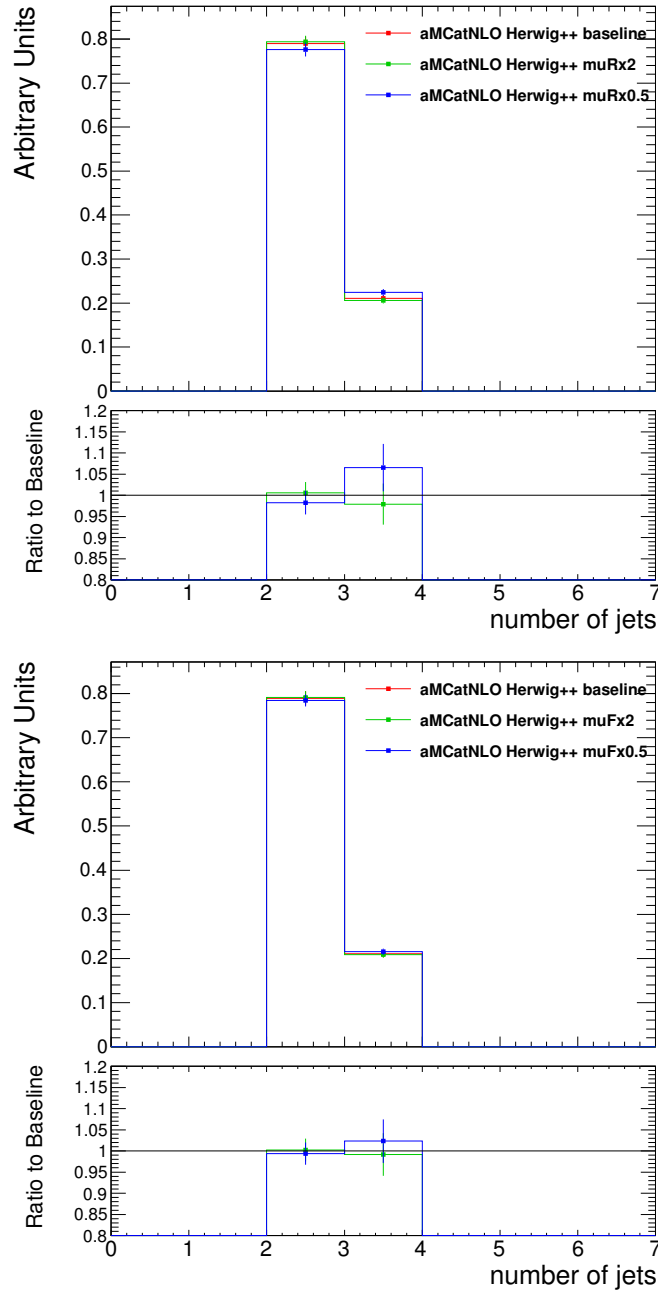 Arbitrary Units
0.8
0.7
0.6
0.5
0.4
0.3
0.2
0.1
0
aMCatNLO Herwig++ baseline
aMCatNLO Herwig++ muRx2
aMCatNLO Herwig++ muRx0.5
Ratio to Baseline
1.2
1.15
1.1
1.05
1
0.95
0.9
0.85
0.8
0 1 2 3 4 5 6 7
number of jets
Arbitrary Units
0.8
0.7
0.6
0.5
0.4
0.3
0.2
0.1
0
aMCatNLO Herwig++ baseline
aMCatNLO Herwig++ muFx2
aMCatNLO Herwig++ muFx0.5
Ratio to Baseline
1.2
1.15
1.1
1.05
1
0.95
0.9
0.85
0.8
0 1 2 3 4 5 6 7
number of jets